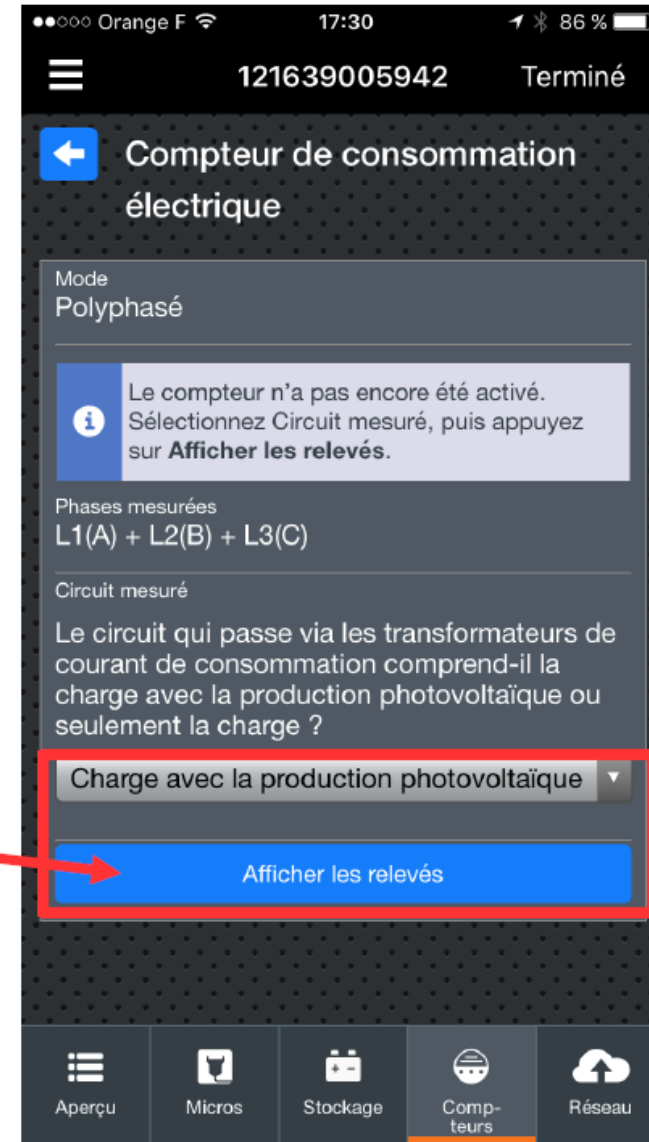 Orange F 17:30 86 %
121639005942 Terminé
Compteur de consommation
électrique
Mode
Polyphasé
Le compteur n'a pas encore été activé.
Sélectionnez Circuit mesuré, puis appuyez
sur Afficher les relevés.
Phases mesurées
L1(A) + L2(B) + L3(C)
Circuit mesuré
Le circuit qui passe via les transformateurs de
courant de consommation comprend-il la
charge avec la production photovoltaïque ou
seulement la charge ?
Charge avec la production photovoltaïque
Afficher les relevés
Aperçu Micros Stockage Comp-
teurs Réseau